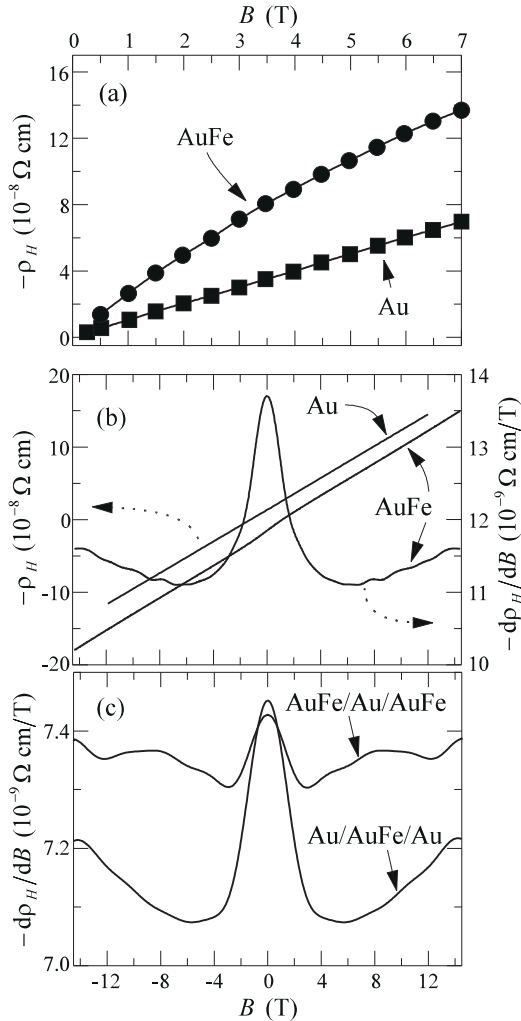 B (T)
0 1 2 3 4 5 6 7
16
12
8
4
0
(a)
AuFe
Au
−ρH (10⁻⁸ Ω cm)
20
10
0
-10
-20
(b)
Au
AuFe
−ρH (10⁻⁸ Ω cm)
14
13
12
11
10
−dρH/dB (10⁻⁹ Ω cm/T)
7.4
7.2
7.0
(c)
AuFe/Au/AuFe
Au/AuFe/Au
−dρH/dB (10⁻⁹ Ω cm/T)
-12 -8 -4 0 4 8 12
B (T)